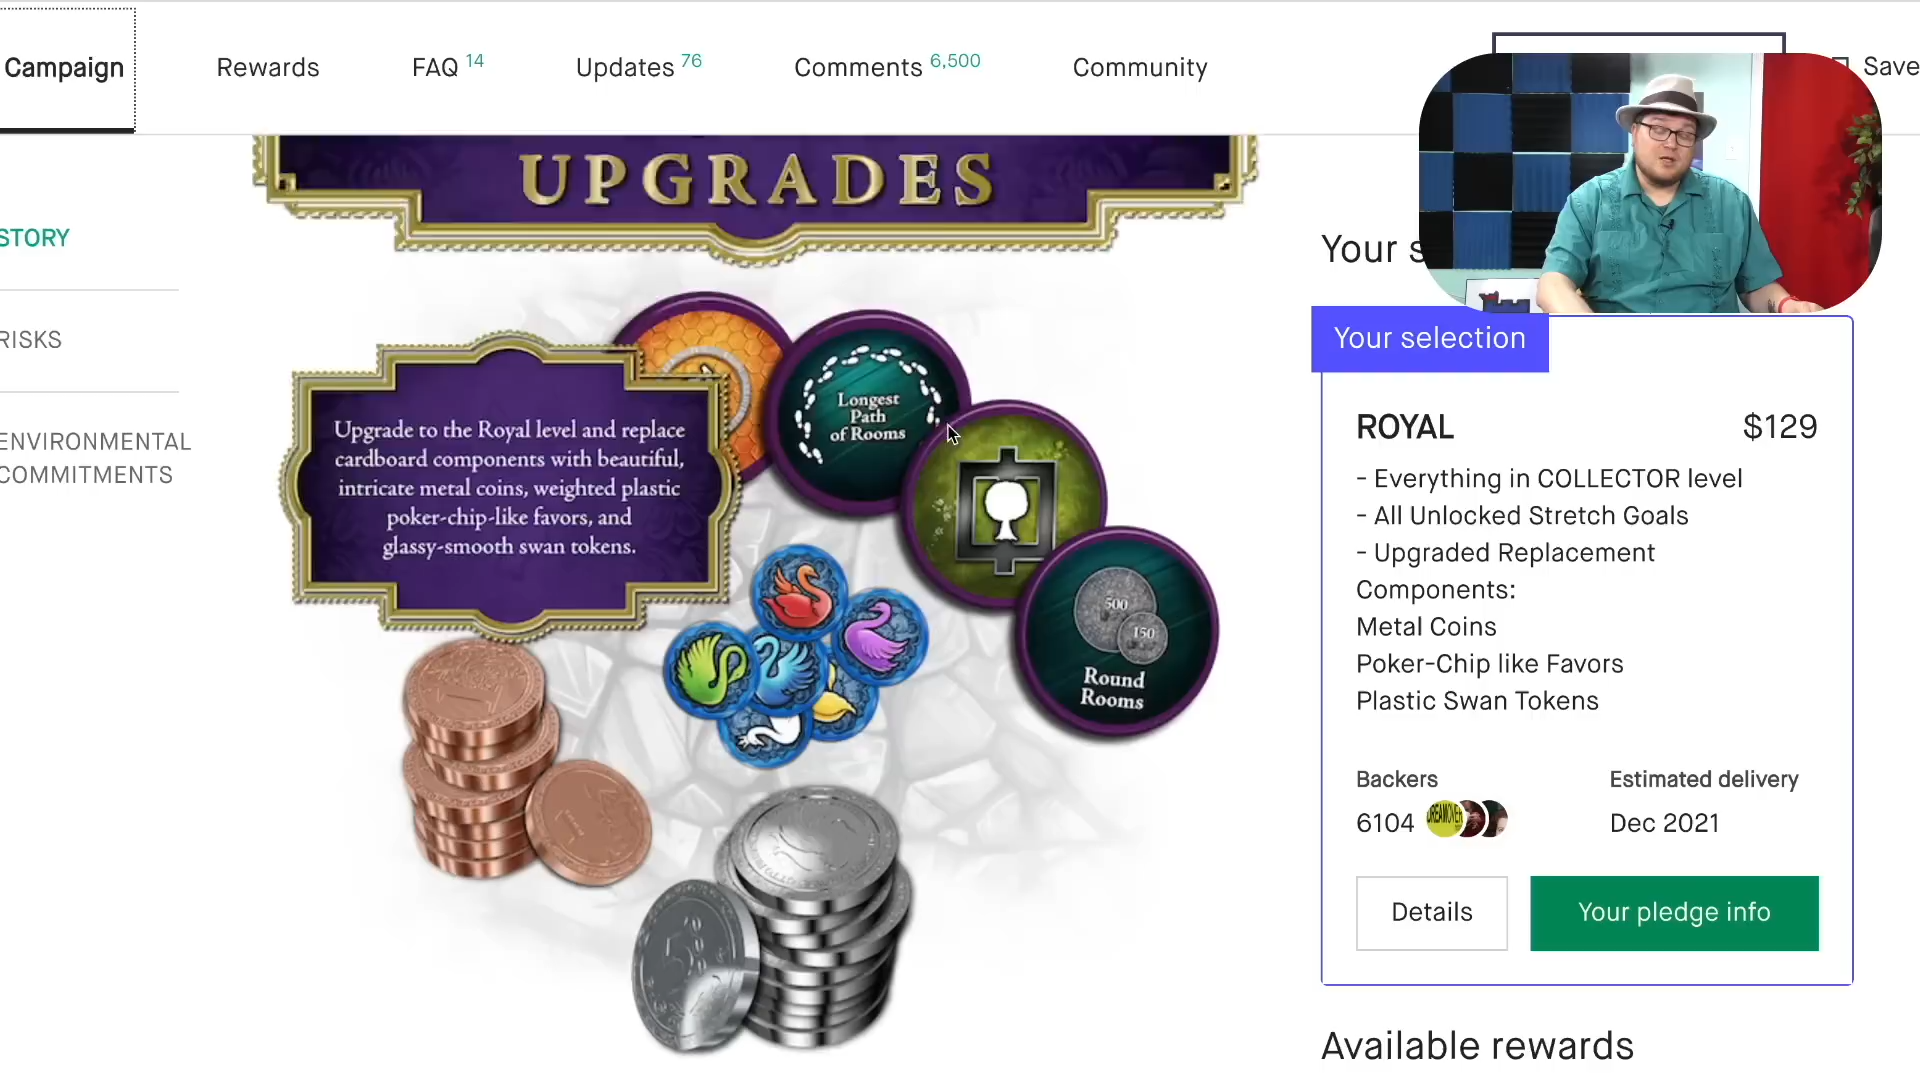 Campaign
Rewards
FAQ 14
Updates 76
Comments 6,500
Community
Save
UPGRADES
STORY
RISKS
ENVIRONMENTAL
COMMITMENTS
Upgrade to the Royal level and replace
cardboard components with beautiful,
intricate metal coins, weighted plastic
poker-chip-like favors, and
glassy-smooth swan tokens.
Longest
Path
of Rooms
500
150
Round
Rooms
1
1
5
Your s
Your selection
ROYAL $129
- Everything in COLLECTOR level
- All Unlocked Stretch Goals
- Upgraded Replacement
Components:
Metal Coins
Poker-Chip like Favors
Plastic Swan Tokens
Backers
6104
Estimated delivery
Dec 2021
Details
Your pledge info
Available rewards